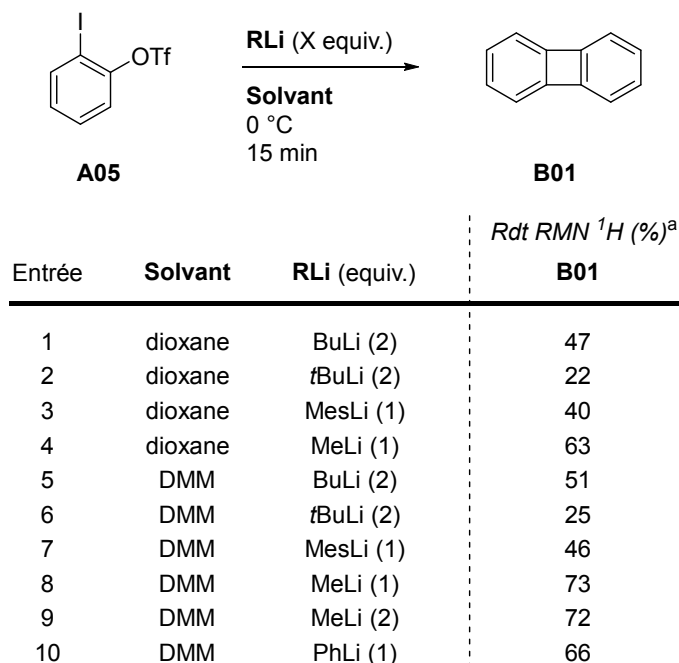 I
OTf
A05
RLi (X equiv.)
Solvant
0 °C
15 min
B01
Rdt RMN ¹H (%)ᵃ
Entrée Solvant RLi (equiv.) B01
1 dioxane BuLi (2) 47
2 dioxane tBuLi (2) 22
3 dioxane MesLi (1) 40
4 dioxane MeLi (1) 63
5 DMM BuLi (2) 51
6 DMM tBuLi (2) 25
7 DMM MesLi (1) 46
8 DMM MeLi (1) 73
9 DMM MeLi (2) 72
10 DMM PhLi (1) 66